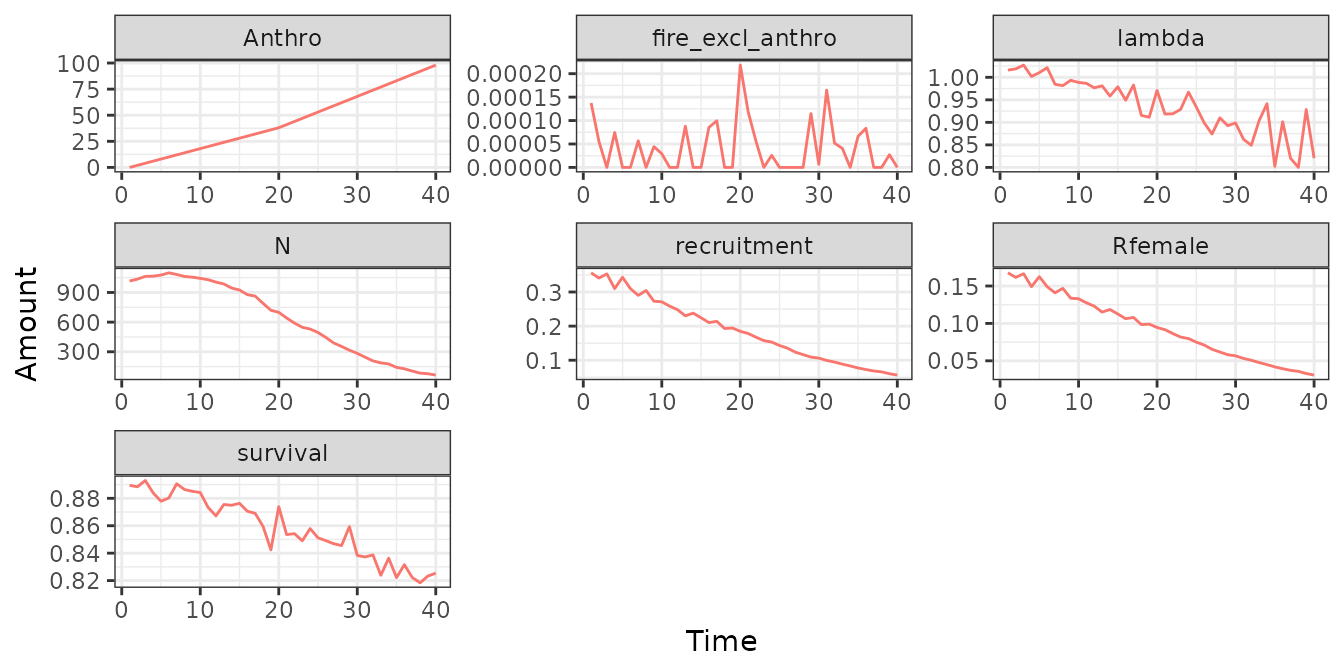 Anthro
fire_excl_anthro
lambda
100
75
50
25
0
0.00020
0.00015
0.00010
0.00005
0.00000
1.00
0.95
0.90
0.85
0.80
0 10 20 30 40
0 10 20 30 40
0 10 20 30 40
N
recruitment
Rfemale
900
600
300
0.3
0.2
0.1
0.15
0.10
0.05
0 10 20 30 40
0 10 20 30 40
0 10 20 30 40
survival
0.88
0.86
0.84
0.82
0 10 20 30 40
Amount
Time